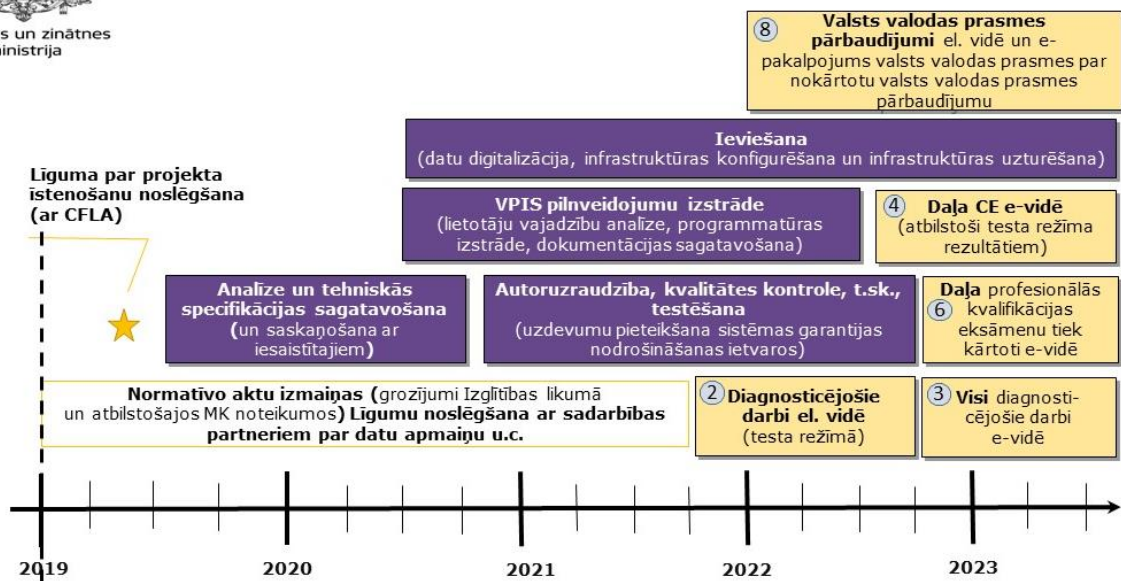 s un zinātnes
inistrija
8
Valsts valodas prasmes
pārbaudījumi el. vidē un e-
pakalpojums valsts valodas prasmes par
nokārtotu valsts valodas prasmes
pārbaudījumu
Ieviešana
(datu digitalizācija, infrastruktūras konfigurēšana un infrastruktūras uzturēšana)
Līguma par projekta
īstenošanu noslēgšana
(ar CFLA)
VPIS pilnveidojumu izstrāde
(lietotāju vajadzību analīze, programmatūras
izstrāde, dokumentācijas sagatavošana)
4
Daļa CE e-vidē
(atbilstoši testa režīma
rezultātiem)
Analīze un tehniskās
specifikācijas sagatavošana
(un saskaņošana ar
iesaistītajiem)
Autoruzraudzība, kvalitātes kontrole, t.sk.,
testēšana
(uzdevumu pieteikšana sistēmas garantijas
nodrošināšanas ietvaros)
6
Daļa profesionālās
kvalifikācijas
eksāmenu tiek
kārtoti e-vidē
Normatīvo aktu izmaiņas (grozījumi Izglītības likumā
un atbilstošajos MK noteikumos) Līgumu noslēgšana ar sadarbības
partneriem par datu apmaiņu u.c.
2
Diagnosticējošie
darbi el. vidē
(testa režīmā)
3
Visi diagnosti-
cējošie darbi
e-vidē
2019
2020
2021
2022
2023